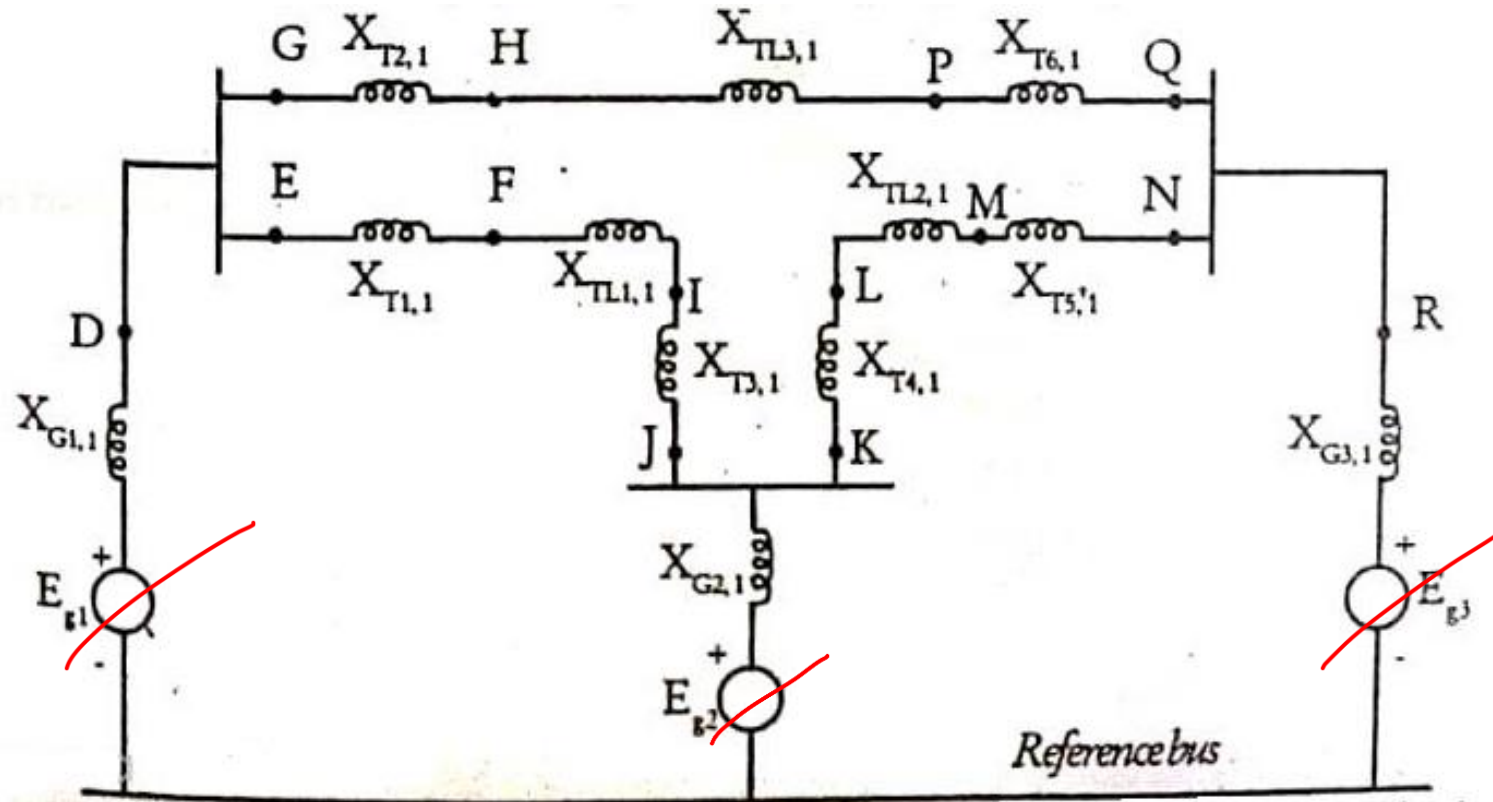 G X_T2,1 H X_TL3,1 P X_T6,1 Q
E X_T1,1 F X_TL1,1 I X_TL2,1 M X_T5,'1 N
D L R
X_T3,1 X_T4,1
X_G1,1 J K X_G3,1
+ X_G2,1 +
E_g1 E_g3
- + -
E_g2
Reference bus